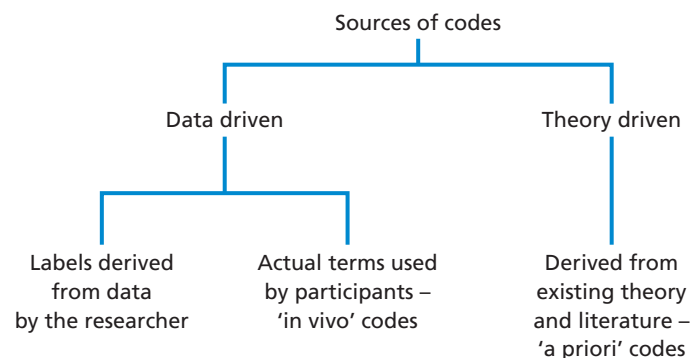 Sources of codes
Data driven
Theory driven
Labels derived
from data
by the researcher
Actual terms used
by participants –
‘in vivo’ codes
Derived from
existing theory
and literature –
‘a priori’ codes